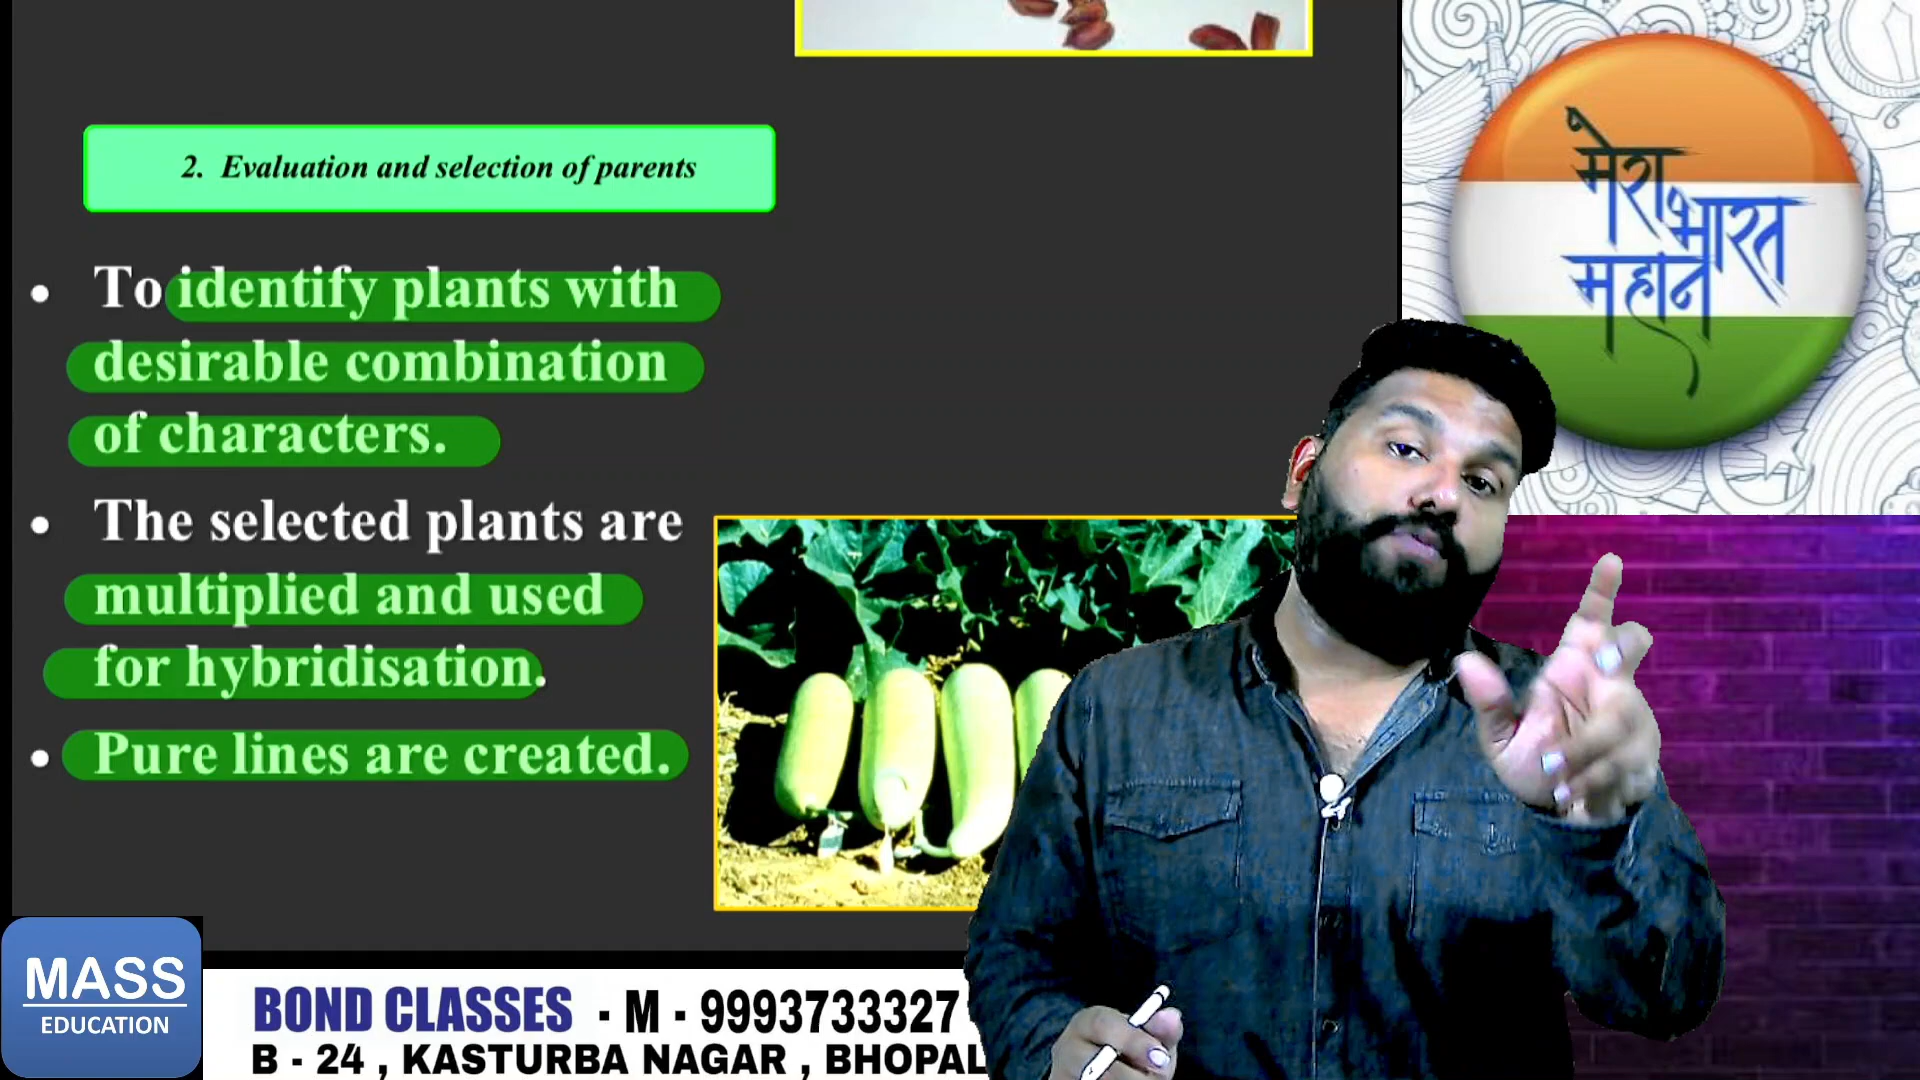 2. Evaluation and selection of parents
मेरा
भारत
महान
• To identify plants with
desirable combination
of characters.
• The selected plants are
multiplied and used
for hybridisation.
• Pure lines are created.
MASS
EDUCATION
BOND CLASSES - M - 9993733327
B - 24 , KASTURBA NAGAR , BHOPAL